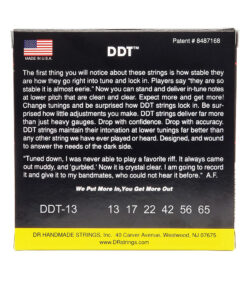 Patent # 8487168
DDT™
MADE IN U.S.A.
The first thing you will notice about these strings is how stable they
are how they go right into tune and lock in. Players say "they are so
stable it is almost eerie." Now you can stand and deliver in-tune notes
at lower pitch that are clean and clear. Expect more and get more!
Change tunings and be surprised how DDT strings lock in. Be sur-
prised how little adjustments you make. DDT strings deliver far more
than just heavy gauges. Drop with confidence. Drop with accuracy.
DDT strings maintain their intonation at lower tunings far better than
any other string we have ever played or heard. Designed, and wound
to answer the needs of the dark side.
"Tuned down, I was never able to play a favorite riff. It always came
out muddy, and 'gurbled.' Now it is crystal clear. I am going to record
it and give it to my bandmates, who could not hear it before." A.F.
We Put More In, You Get More Out
DDT-13 13 17 22 42 56 65
DR HANDMADE STRINGS, Inc. 40 Carver Avenue, Westwood, NJ 07675
www.DRstrings.com